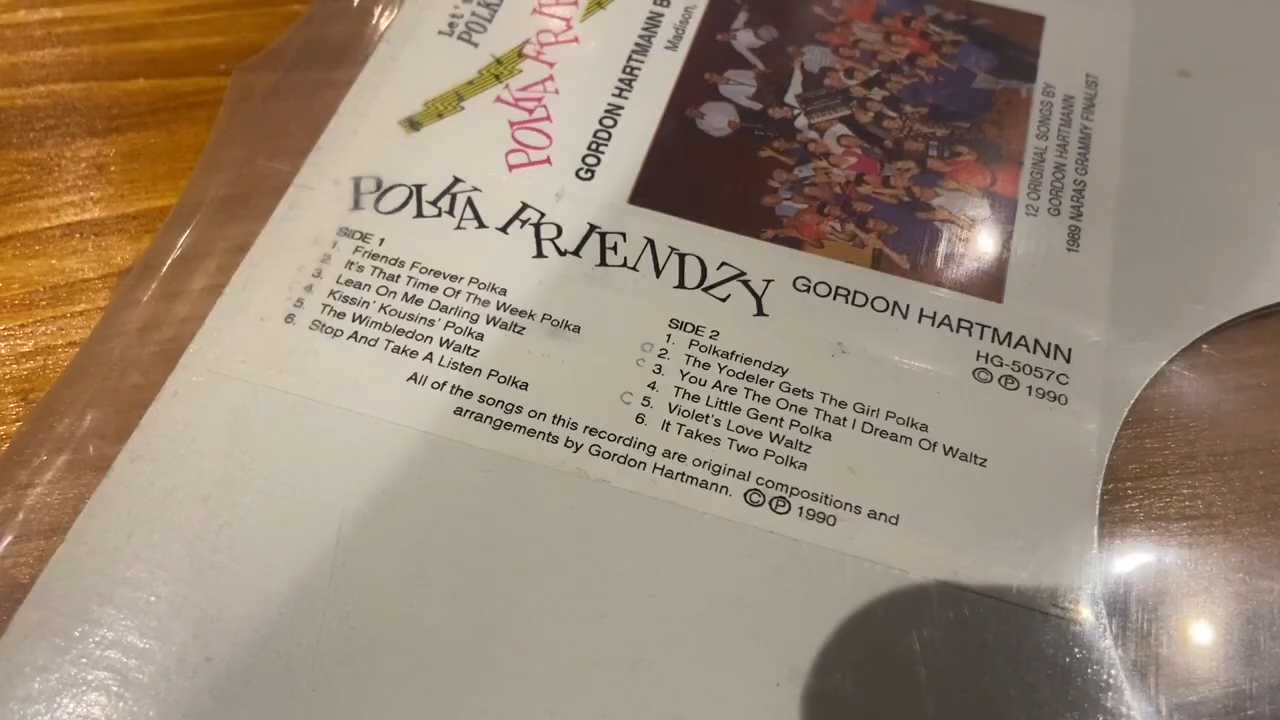 Let's
POLK
POLKA FRIE
GORDON HARTMANN B
Madison,
12 ORIGINAL SONGS BY
GORDON HARTMANN
1989 NARAS GRAMMY FINALIST
POLKA FRIENDZY
GORDON HARTMANN
HG-5057C
© ℗ 1990
SIDE 1
1. Friends Forever Polka
2. It's That Time Of The Week Polka
3. Lean On Me Darling Waltz
4. Kissin' Kousins' Polka
5. The Wimbledon Waltz
6. Stop And Take A Listen Polka
SIDE 2
1. Polkafriendzy
2. The Yodeler Gets The Girl Polka
3. You Are The One That I Dream Of Waltz
4. The Little Gent Polka
5. Violet's Love Waltz
6. It Takes Two Polka
All of the songs on this recording are original compositions and
arrangements by Gordon Hartmann. © ℗ 1990